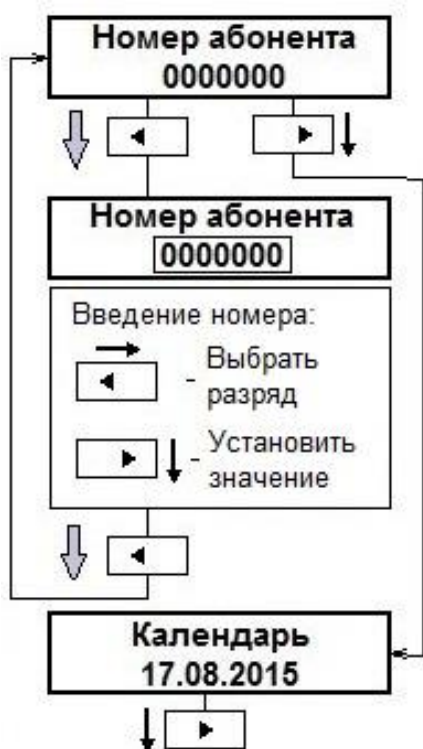 Номер абонента
0000000
Номер абонента
0000000
Введение номера:
- Выбрать
разряд
- Установить
значение
Календарь
17.08.2015